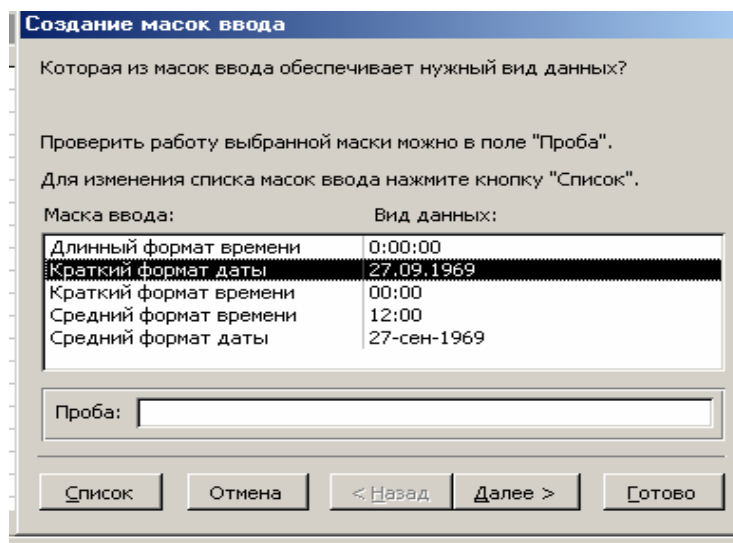 Создание масок ввода
Которая из масок ввода обеспечивает нужный вид данных?
Проверить работу выбранной маски можно в поле "Проба".
Для изменения списка масок ввода нажмите кнопку "Список".
Маска ввода: Вид данных:
Длинный формат времени 0:00:00
Краткий формат даты 27.09.1969
Краткий формат времени 00:00
Средний формат времени 12:00
Средний формат даты 27-сен-1969
Проба:
Список Отмена < Назад Далее > Готово